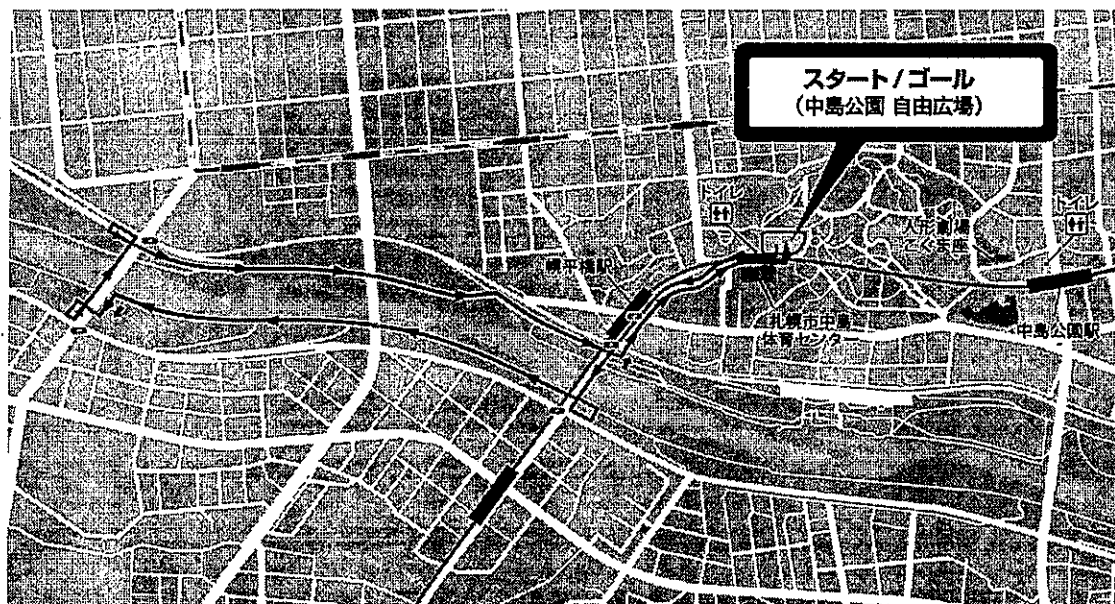 スタート/ゴール
(中島公園 自由広場)
トイレ
トイレ
人形劇場
こぐま座
幌平橋駅
札幌市中島
体育センター
中島公園駅